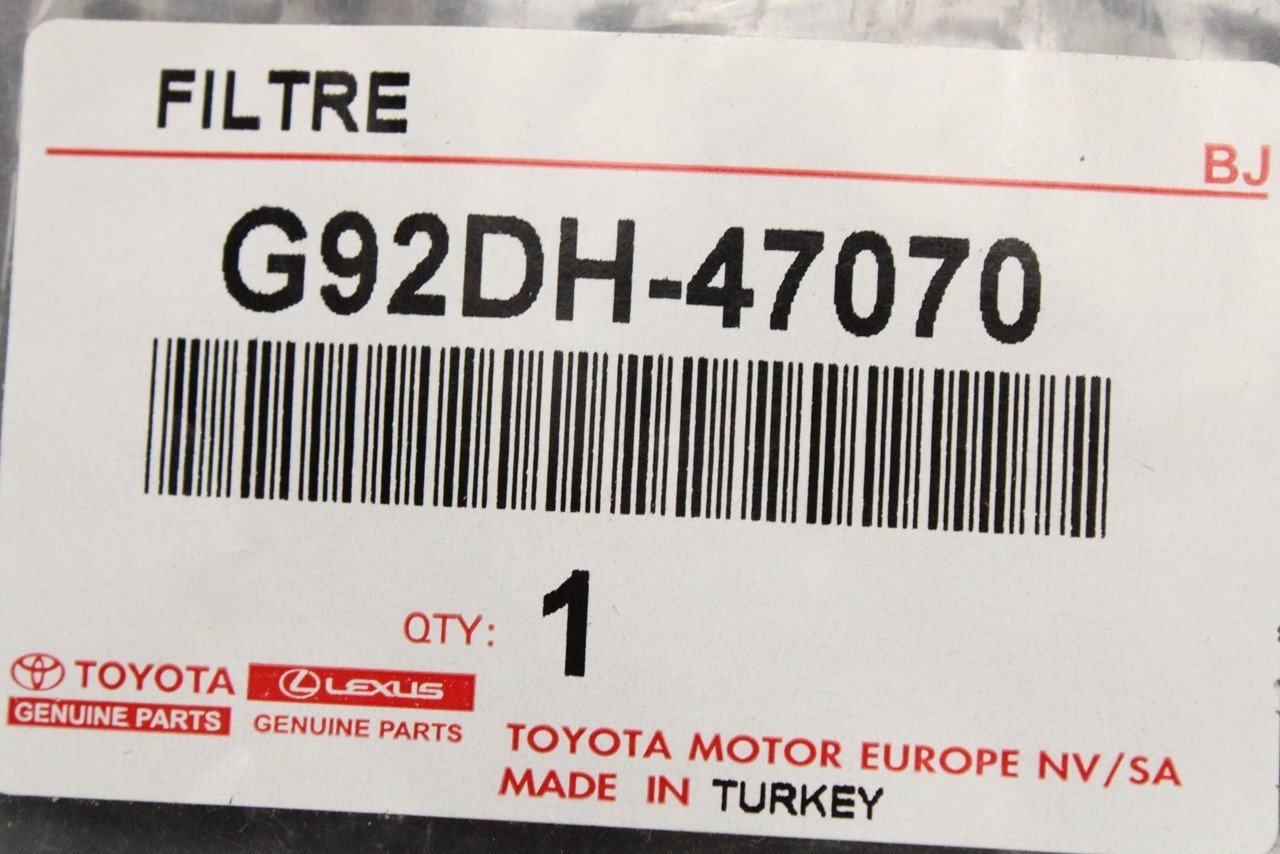 FILTRE
BJ
G92DH-47070
QTY: 1
TOYOTA LEXUS
GENUINE PARTS GENUINE PARTS
TOYOTA MOTOR EUROPE NV/SA
MADE IN TURKEY